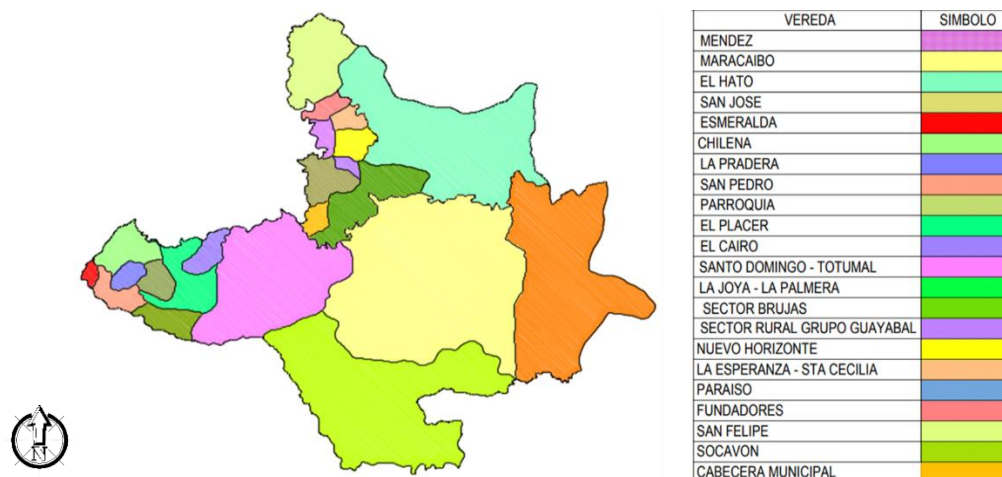 VEREDA SIMBOLO
MENDEZ
MARACAIBO
EL HATO
SAN JOSE
ESMERALDA
CHILENA
LA PRADERA
SAN PEDRO
PARROQUIA
EL PLACER
EL CAIRO
SANTO DOMINGO - TOTUMAL
LA JOYA - LA PALMERA
SECTOR BRUJAS
SECTOR RURAL GRUPO GUAYABAL
NUEVO HORIZONTE
LA ESPERANZA - STA CECILIA
PARAISO
FUNDADORES
SAN FELIPE
SOCAVON
CABECERA MUNICIPAL
N